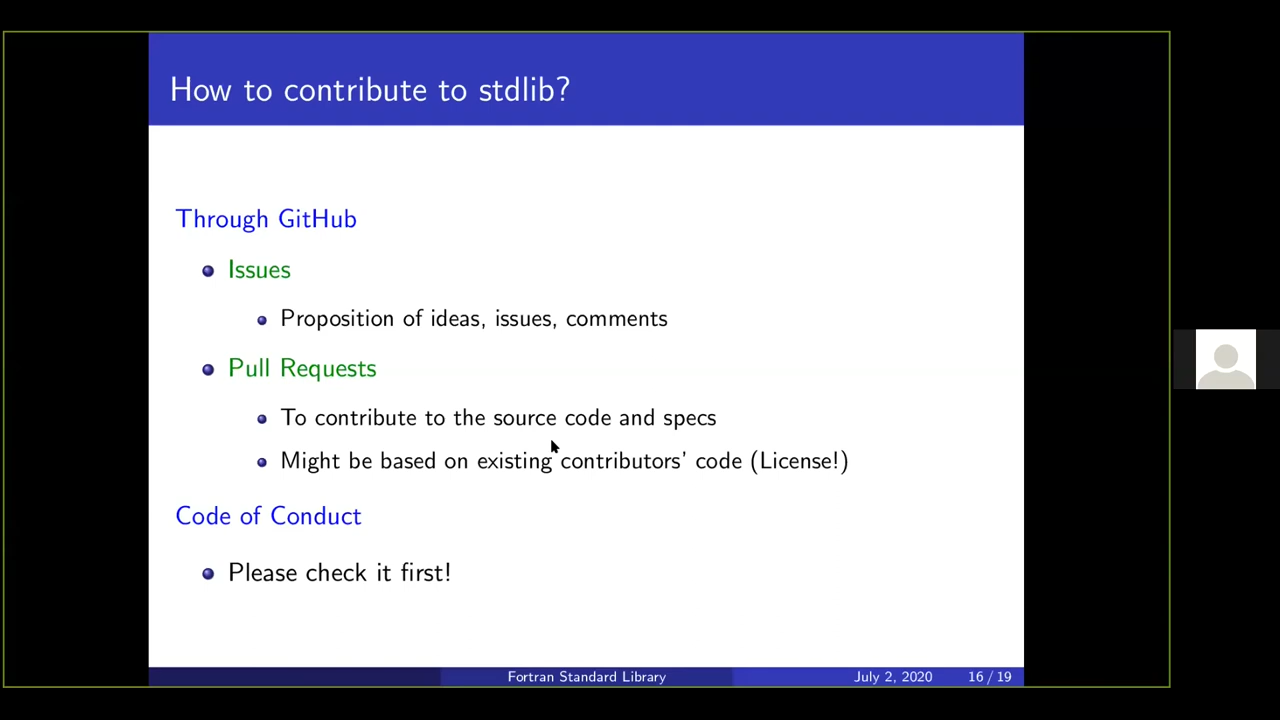 How to contribute to stdlib?
Through GitHub
Issues
Proposition of ideas, issues, comments
Pull Requests
To contribute to the source code and specs
Might be based on existing contributors' code (License!)
Code of Conduct
Please check it first!
Fortran Standard Library
July 2, 2020
16 / 19